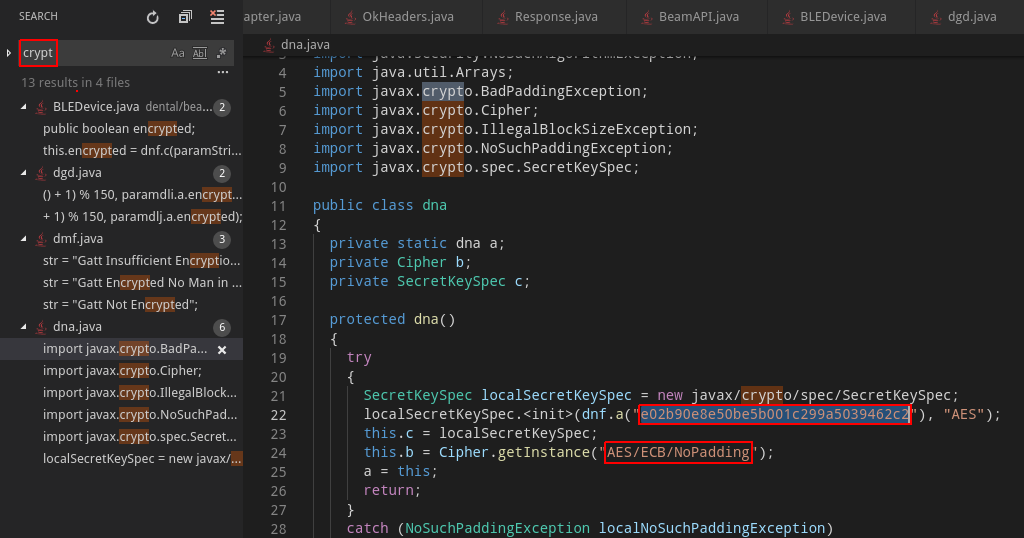 SEARCH
crypt
Aa Abl .*
...
13 results in 4 files
BLEDevice.java dental/bea... 2
public boolean encrypted;
this.encrypted = dnf.c(paramStri...
dgd.java 2
() + 1) % 150, paramdli.a.encrypt...
+ 1) % 150, paramdlj.a.encrypted);
dmf.java 3
str = "Gatt Insufficient Encryptio...
str = "Gatt Encrypted No Man in ...
str = "Gatt Not Encrypted";
dna.java 6
import javax.crypto.BadPa...
import javax.crypto.Cipher;
import javax.crypto.IllegalBlock...
import javax.crypto.NoSuchPad...
import javax.crypto.spec.Secret...
localSecretKeySpec = new javax/...
apter.java OkHeaders.java Response.java BeamAPI.java BLEDevice.java dgd.java
dna.java
3 import java.security.NoSuchAlgorithmException;
4 import java.util.Arrays;
5 import javax.crypto.BadPaddingException;
6 import javax.crypto.Cipher;
7 import javax.crypto.IllegalBlockSizeException;
8 import javax.crypto.NoSuchPaddingException;
9 import javax.crypto.spec.SecretKeySpec;
10
11 public class dna
12 {
13 private static dna a;
14 private Cipher b;
15 private SecretKeySpec c;
16
17 protected dna()
18 {
19 try
20 {
21 SecretKeySpec localSecretKeySpec = new javax/crypto/spec/SecretKeySpec;
22 localSecretKeySpec.<init>(dnf.a("e02b90e8e50be5b001c299a5039462c2"), "AES");
23 this.c = localSecretKeySpec;
24 this.b = Cipher.getInstance("AES/ECB/NoPadding");
25 a = this;
26 return;
27 }
28 catch (NoSuchPaddingException localNoSuchPaddingException)